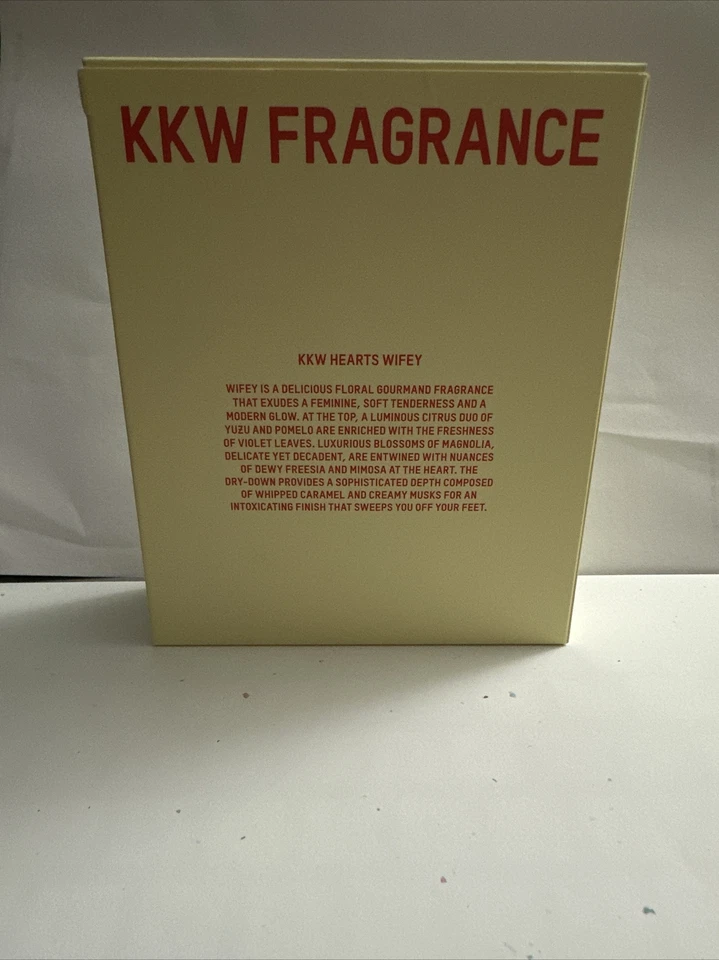 KKW FRAGRANCE
KKW HEARTS WIFEY
WIFEY IS A DELICIOUS FLORAL GOURMAND FRAGRANCE
THAT EXUDES A FEMININE, SOFT TENDERNESS AND A
MODERN GLOW. AT THE TOP, A LUMINOUS CITRUS DUO OF
YUZU AND POMELO ARE ENRICHED WITH THE FRESHNESS
OF VIOLET LEAVES. LUXURIOUS BLOSSOMS OF MAGNOLIA,
DELICATE YET DECADENT, ARE ENTWINED WITH NUANCES
OF DEWY FREESIA AND MIMOSA AT THE HEART. THE
DRY-DOWN PROVIDES A SOPHISTICATED DEPTH COMPOSED
OF WHIPPED CARAMEL AND CREAMY MUSKS FOR AN
INTOXICATING FINISH THAT SWEEPS YOU OFF YOUR FEET.